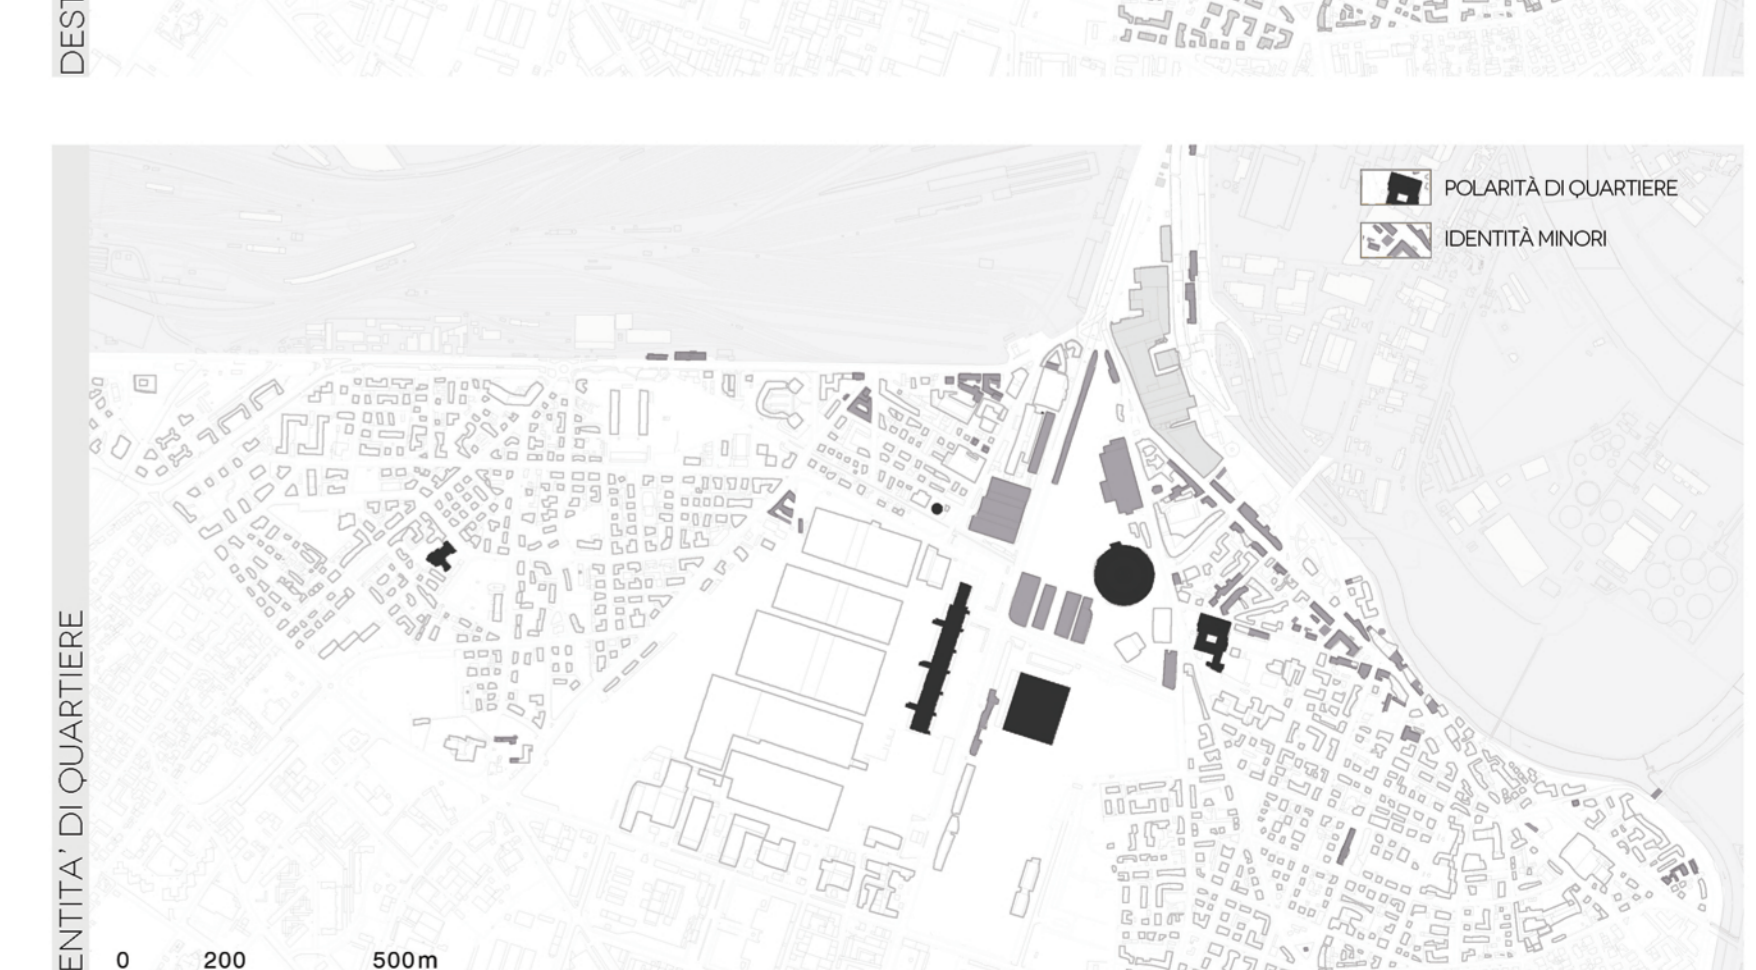 DEST
POLARITÀ DI QUARTIERE
IDENTITÀ MINORI
ENTITA' DI QUARTIERE
0 200 500m